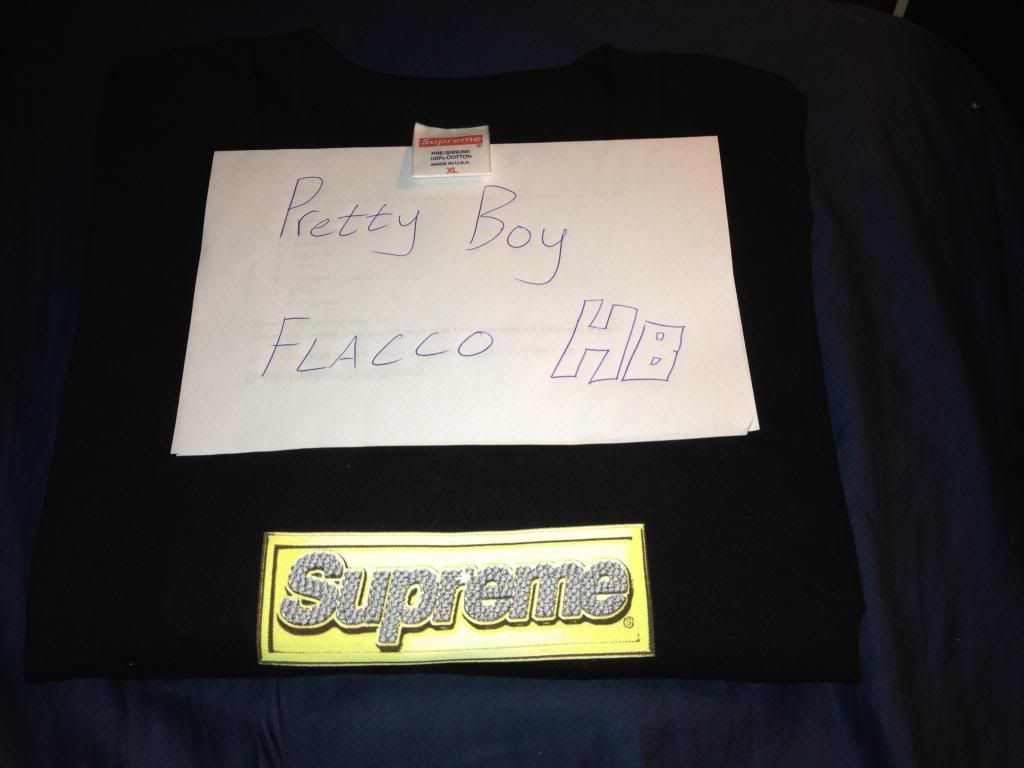 Supreme
®
PRE-SHRUNK
100% COTTON
MADE IN U.S.A.
XL
Pretty Boy
FLACCO HB
Supreme
®